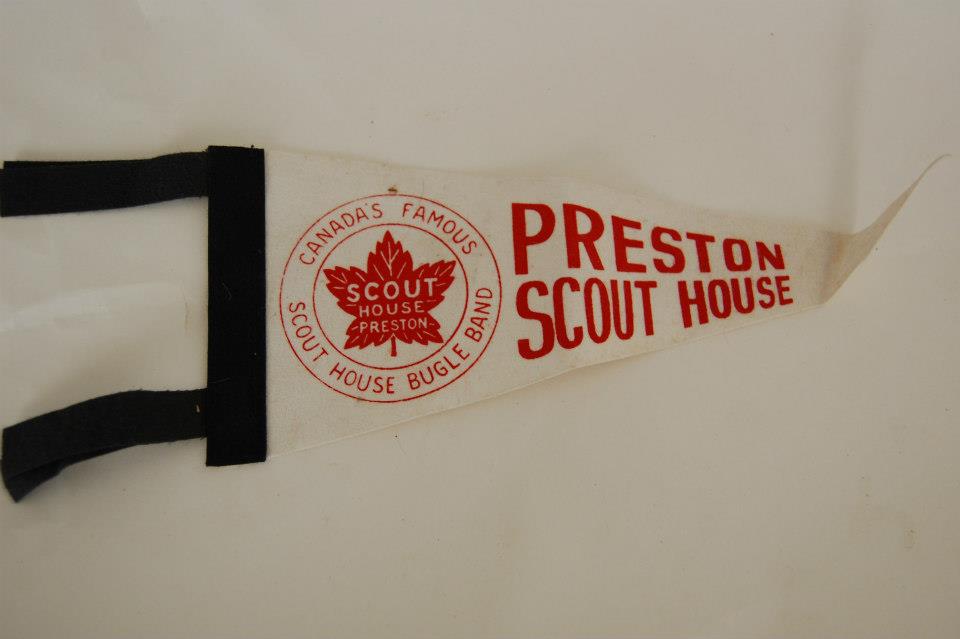 CANADA'S FAMOUS
SCOUT HOUSE BUGLE BAND
SCOUT
HOUSE
PRESTON
PRESTON
SCOUT HOUSE